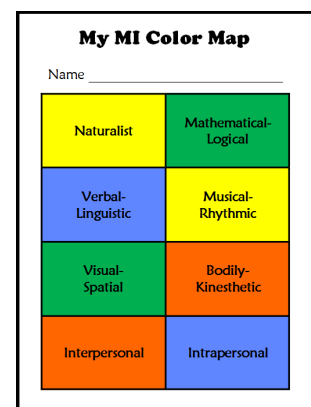 My MI Color Map
Name
Naturalist
Mathematical-
Logical
Verbal-
Linguistic
Musical-
Rhythmic
Visual-
Spatial
Bodily-
Kinesthetic
Interpersonal
Intrapersonal